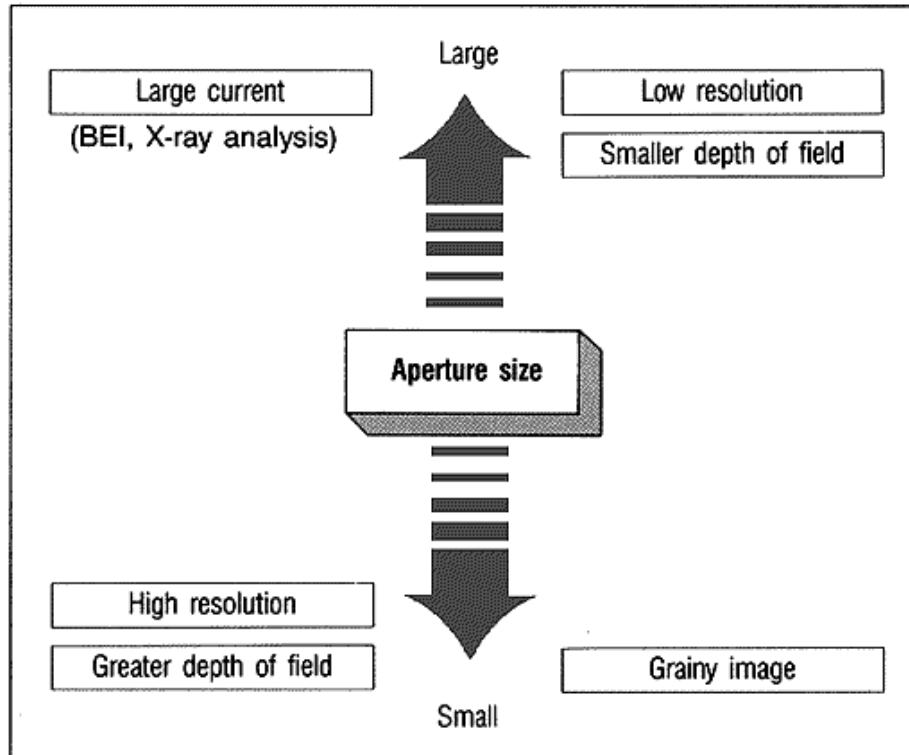 Large
Large current
(BEI, X-ray analysis)
Low resolution
Smaller depth of field
Aperture size
High resolution
Greater depth of field
Grainy image
Small